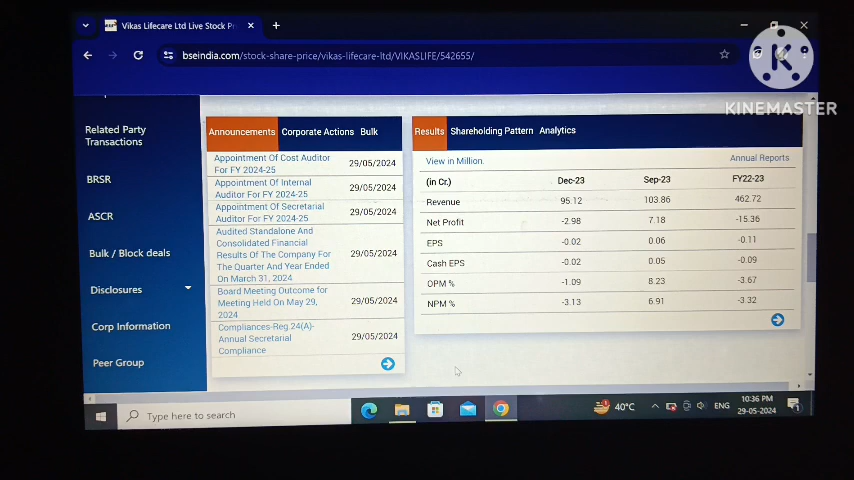 Vikas Lifecare Ltd Live Stock Pri
bseindia.com/stock-share-price/vikas-lifecare-ltd/VIKASLIFE/542655/
K
KINEMASTER
Related Party
Transactions
BRSR
ASCR
Bulk / Block deals
Disclosures
Corp Information
Peer Group
Announcements Corporate Actions Bulk
Appointment Of Cost Auditor
For FY 2024-25 29/05/2024
Appointment Of Internal
Auditor For FY 2024-25 29/05/2024
Appointment Of Secretarial
Auditor For FY 2024-25 29/05/2024
Audited Standalone And
Consolidated Financial
Results Of The Company For 29/05/2024
The Quarter And Year Ended
On March 31, 2024
Board Meeting Outcome for
Meeting Held On May 29, 29/05/2024
2024
Compliances-Reg.24(A)-
Annual Secretarial 29/05/2024
Compliance
Results Shareholding Pattern Analytics
View in Million. Annual Reports
(in Cr.) Dec-23 Sep-23 FY22-23
Revenue 95.12 103.86 462.72
Net Profit -2.98 7.18 -15.36
EPS -0.02 0.06 -0.11
Cash EPS -0.02 0.05 -0.09
OPM % -1.09 8.23 -3.67
NPM % -3.13 6.91 -3.32
Type here to search
40°C
ENG
10:36 PM
29-05-2024